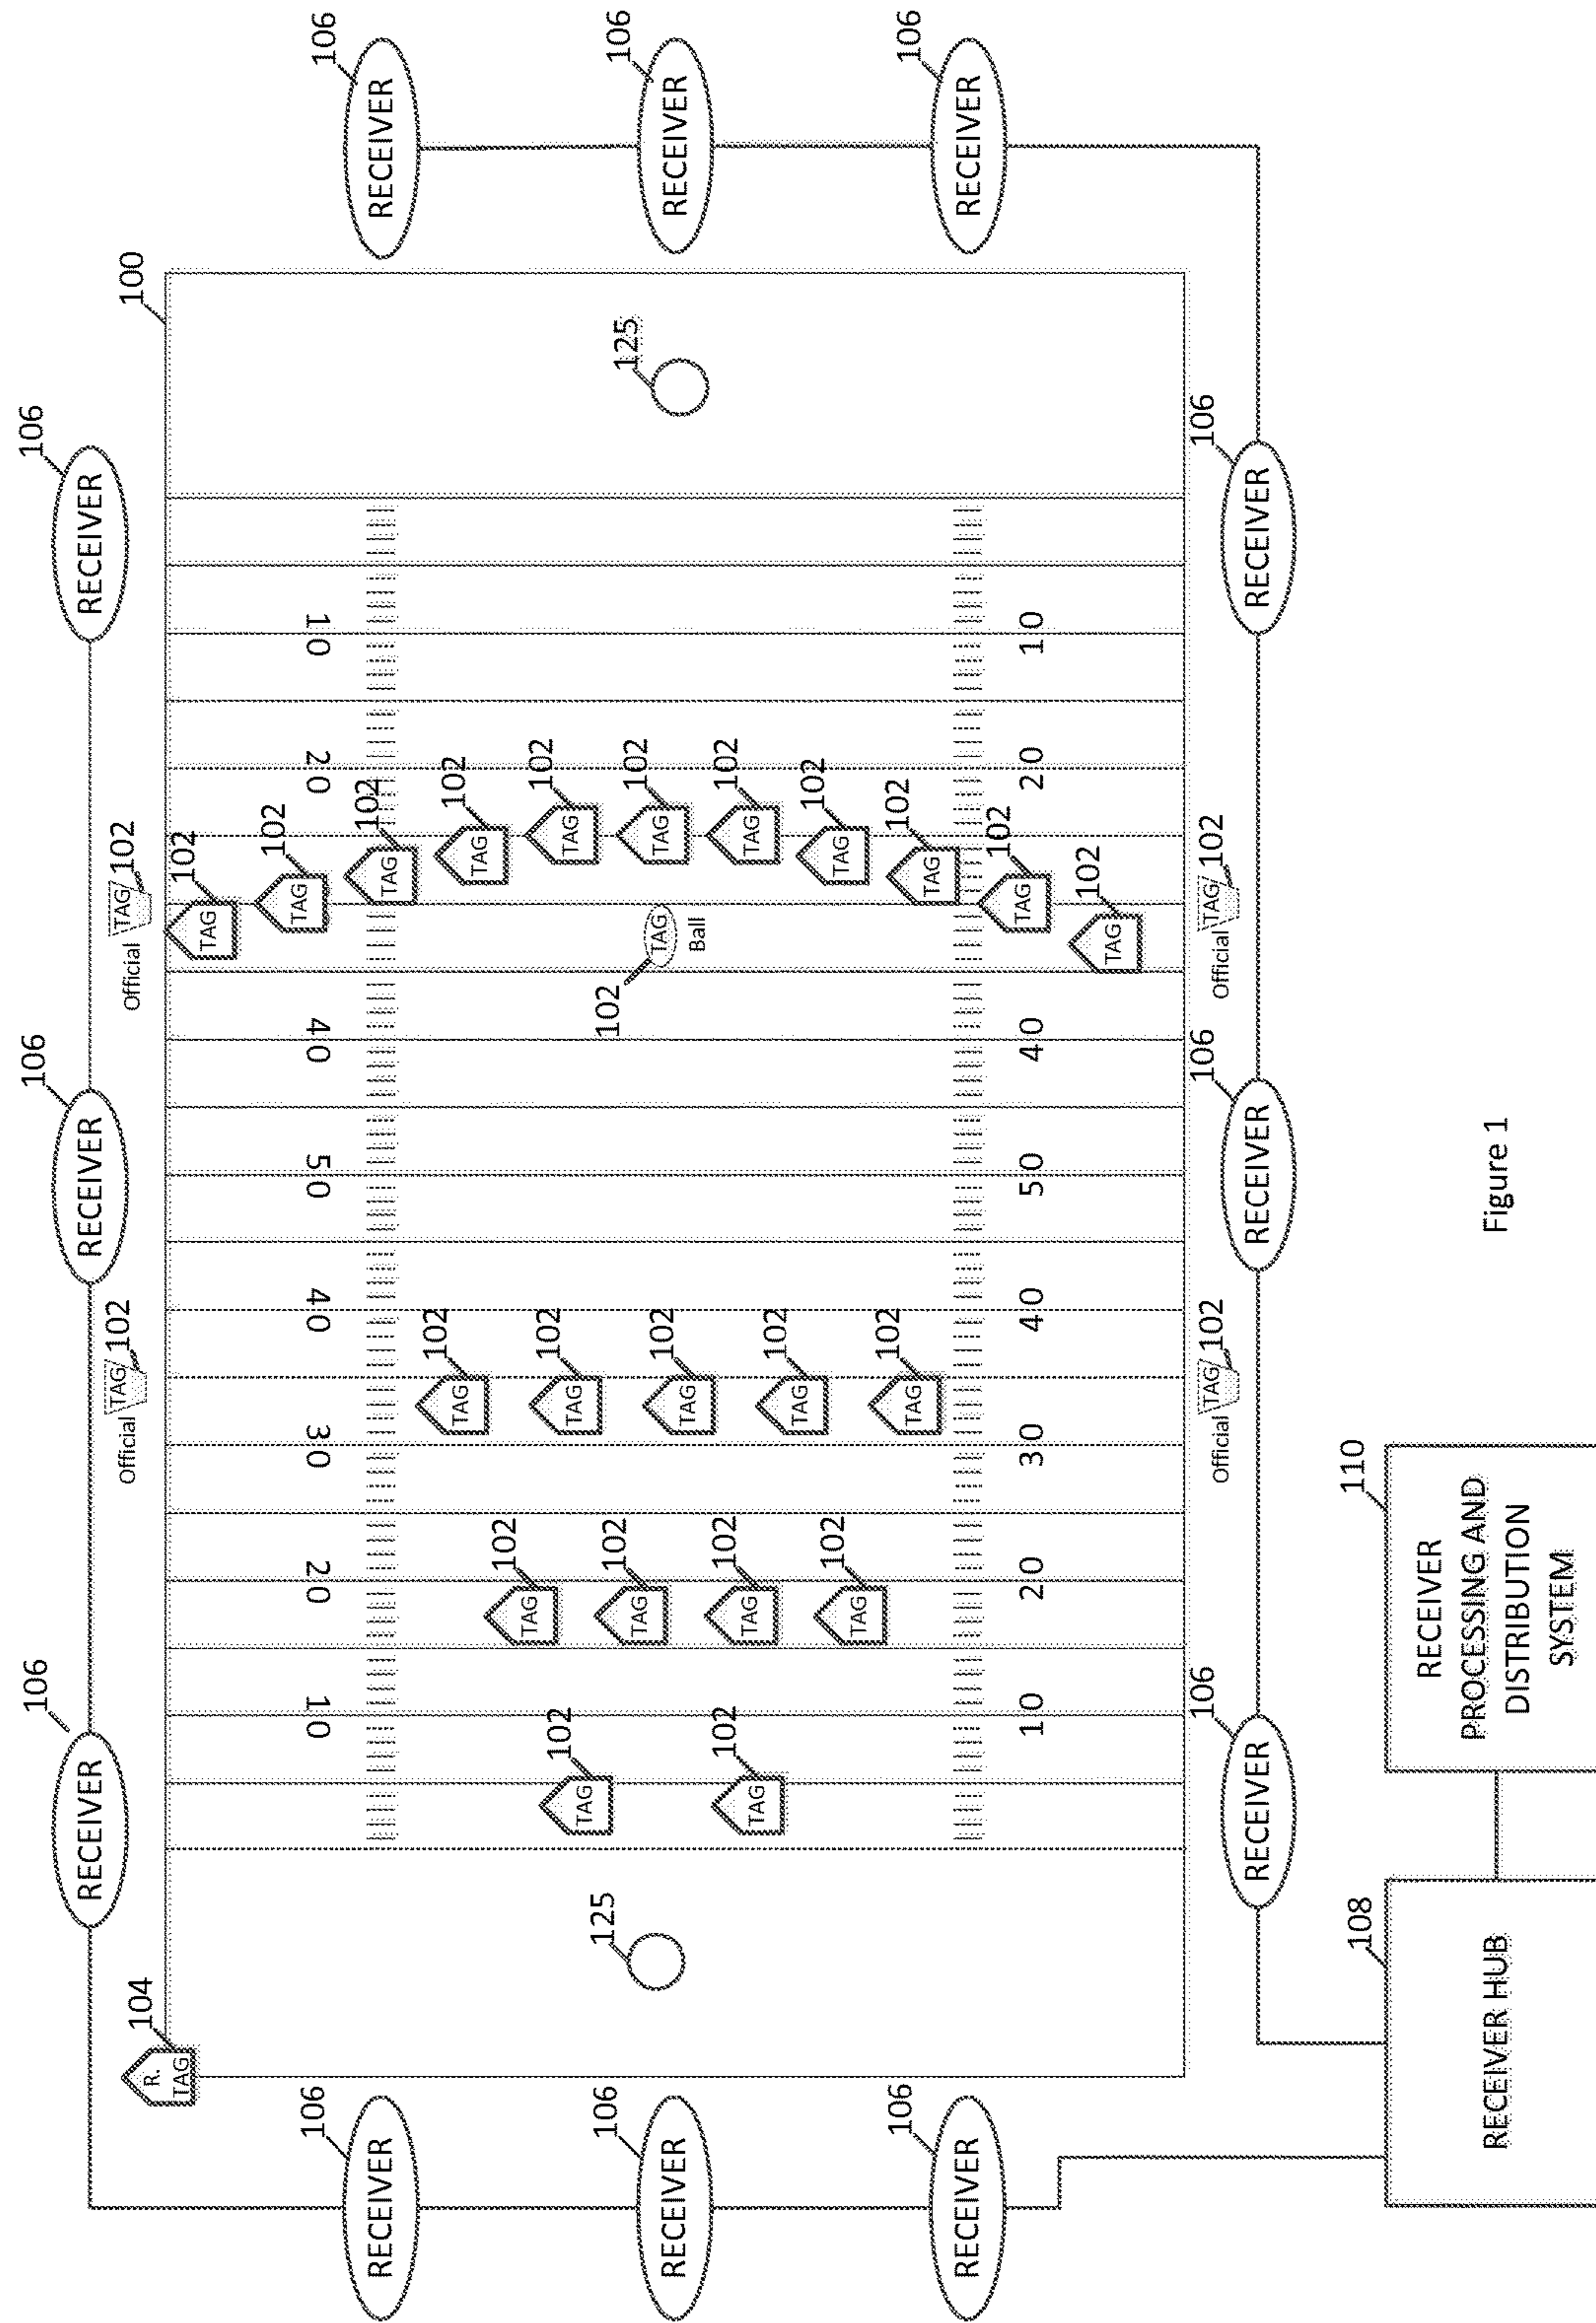 106
106
106
RECEIVER
RECEIVER
RECEIVER
104
R.
TAG
Official TAG 102
Official TAG 102
100
102
TAG
102
TAG
106
RECEIVER
106
RECEIVER
10 20 30 40 50 40 20 10
102
TAG
102
TAG
102
TAG
102
TAG
102
TAG
102
TAG
102
TAG
102
TAG
125
106
RECEIVER
102
TAG
102
TAG
102
TAG
102
TAG
Ball
102
TAG
125
106
RECEIVER
102
TAG
102
TAG
102
TAG
102
TAG
102
TAG
102
TAG
102
TAG
106
RECEIVER
106
RECEIVER
10 20 30 40 50 40 20 10
102
TAG
102
TAG
Official TAG 102
Official TAG 102
106
106
106
RECEIVER
RECEIVER
RECEIVER
108
RECEIVER HUB
110
RECEIVER
PROCESSING AND
DISTRIBUTION
SYSTEM
Figure 1